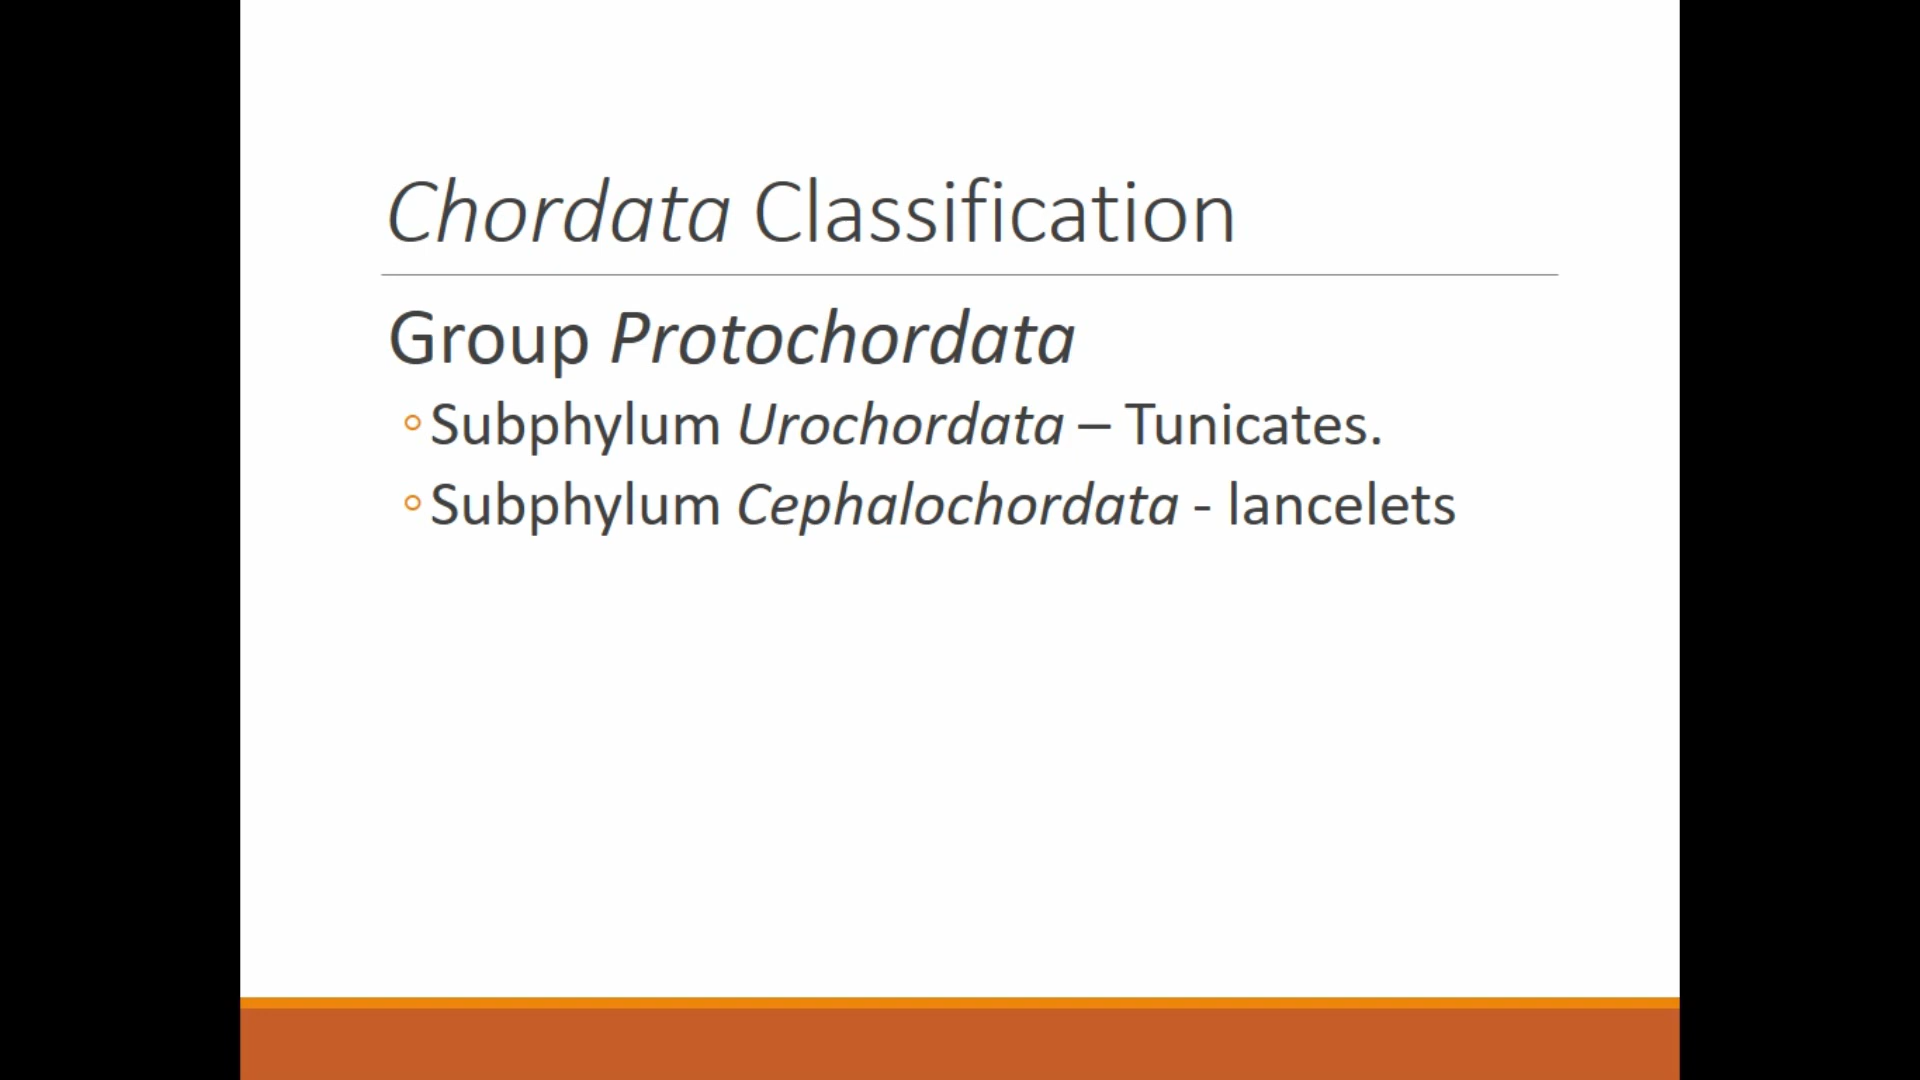 Chordata Classification
Group Protochordata
◦Subphylum Urochordata – Tunicates.
◦Subphylum Cephalochordata - lancelets